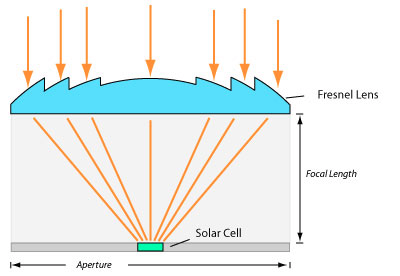 Fresnel Lens
Focal Length
Solar Cell
Aperture